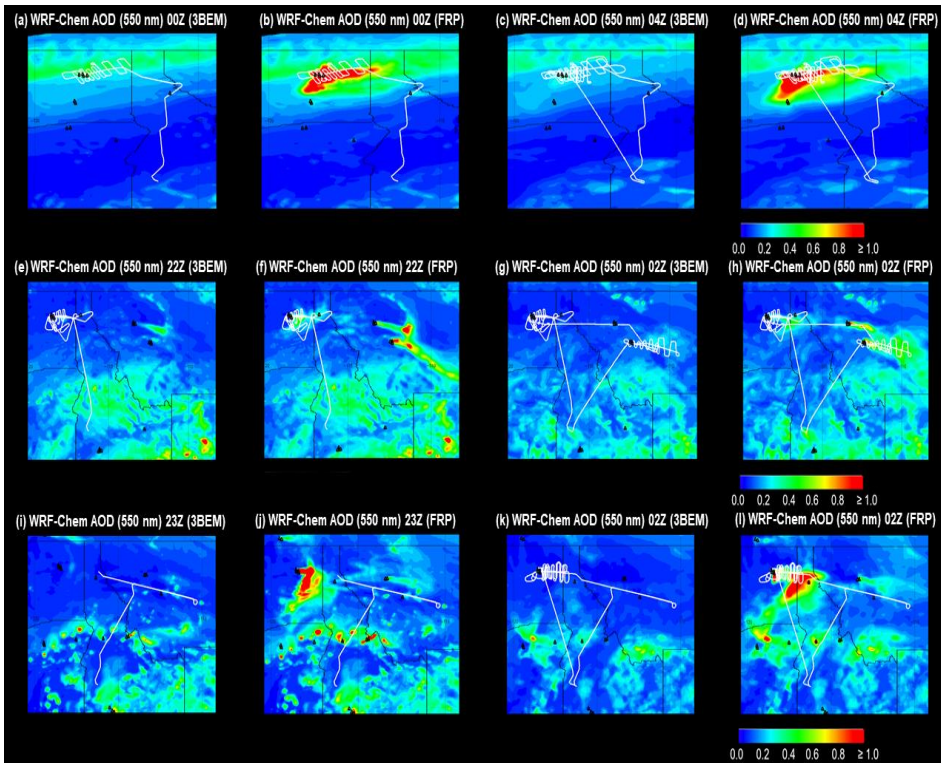 (a) WRF-Chem AOD (550 nm) 00Z (3BEM)
(b) WRF-Chem AOD (550 nm) 00Z (FRP)
(c) WRF-Chem AOD (550 nm) 04Z (3BEM)
(d) WRF-Chem AOD (550 nm) 04Z (FRP)
0.0 0.2 0.4 0.6 0.8 ≥ 1.0
(e) WRF-Chem AOD (550 nm) 22Z (3BEM)
(f) WRF-Chem AOD (550 nm) 22Z (FRP)
(g) WRF-Chem AOD (550 nm) 02Z (3BEM)
(h) WRF-Chem AOD (550 nm) 02Z (FRP)
0.0 0.2 0.4 0.6 0.8 ≥ 1.0
(i) WRF-Chem AOD (550 nm) 23Z (3BEM)
(j) WRF-Chem AOD (550 nm) 23Z (FRP)
(k) WRF-Chem AOD (550 nm) 02Z (3BEM)
(l) WRF-Chem AOD (550 nm) 02Z (FRP)
0.0 0.2 0.4 0.6 0.8 ≥ 1.0